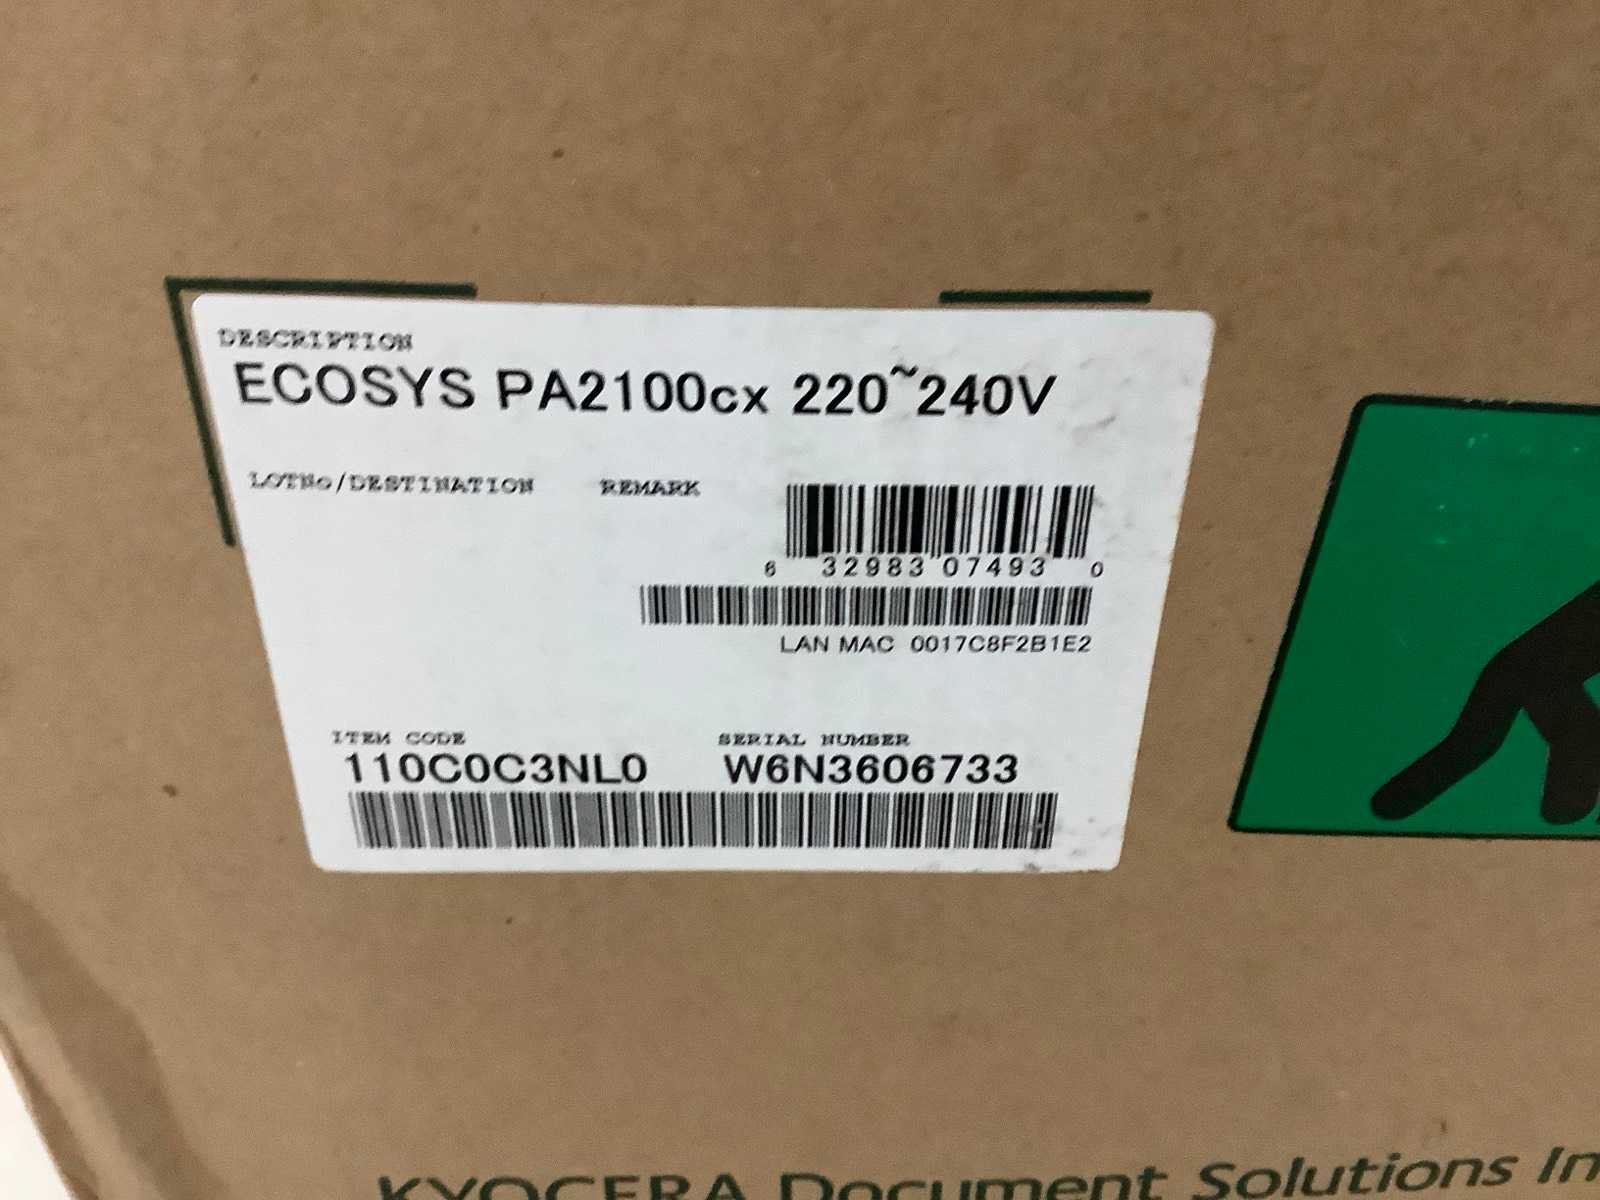 DESCRIPTION
ECOSYS PA2100cx 220~240V
LOTNo/DESTINATION REMARK
6 32983 07493 0
LAN MAC 0017C8F2B1E2
ITEM CODE SERIAL NUMBER
110C0C3NL0 W6N3606733
KYOCERA Document Solutions In